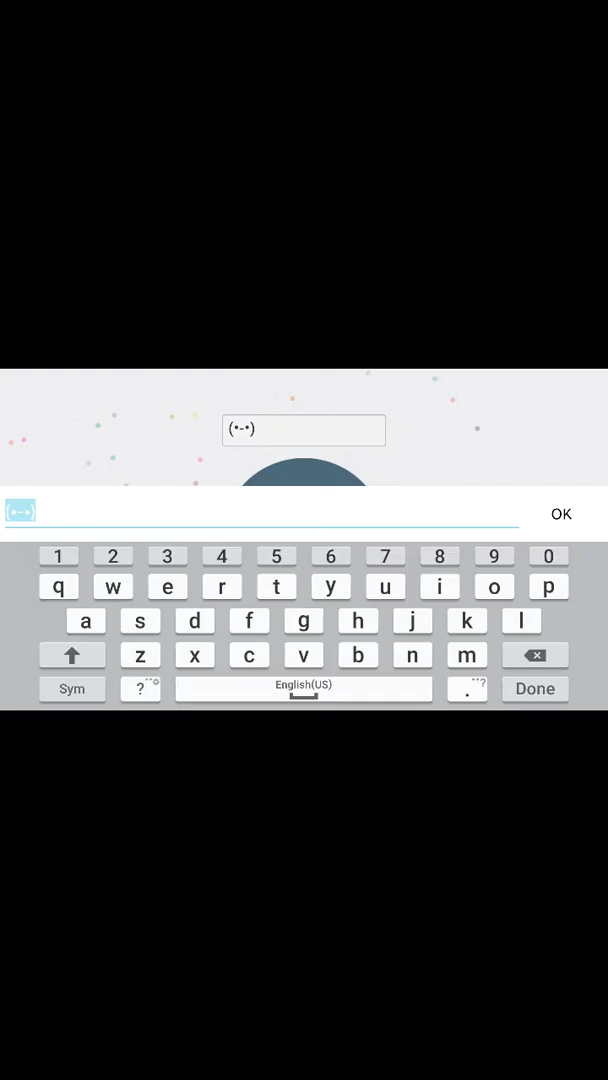 (•-•)
(•-•)
OK
1 2 3 4 5 6 7 8 9 0
q w e r t y u i o p
a s d f g h j k l
z x c v b n m
Sym ? English(US) . ? Done